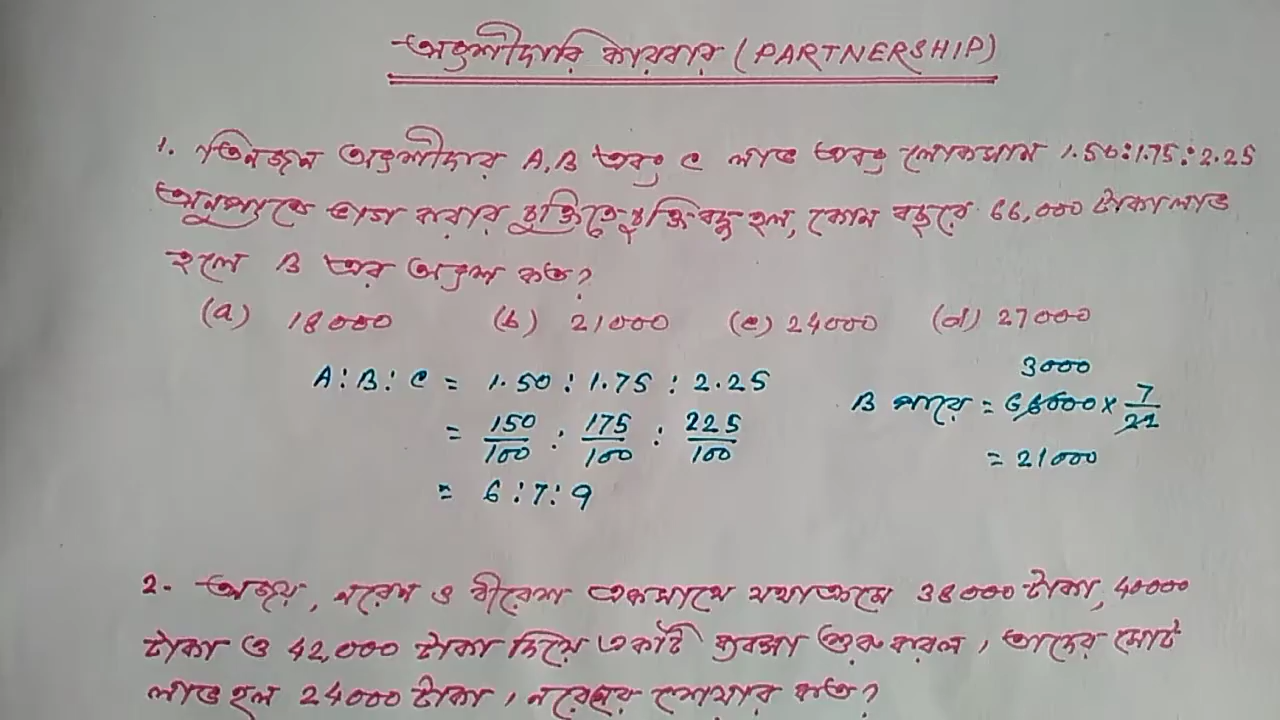 অংশীদারি কারবার (PARTNERSHIP)
1. তিনজন অংশীদার A, B এবং C লাভ এবং লোকসান 1.50:1.75:2.25
অনুপাতে ভাগ করার চুক্তিতে চুক্তিবদ্ধ হল, কোন বছরে 66,000 টাকা লাভ
হলে B এর অংশ কত?
(a) 18000 (b) 21000 (c) 24000 (d) 27000
A:B:C = 1.50 : 1.75 : 2.25
= 150/100 : 175/100 : 225/100
= 6:7:9
3000
B পাবে = 66000 × 7/22
= 21000
2. অজয়, নরেশ ও বীরেশ একসাথে যথাক্রমে 38000 টাকা, 40000
টাকা ও 42,000 টাকা দিয়ে একটি ব্যবসা শুরু করল, তাদের মোট
লাভ হল 24000 টাকা, নরেশের শেয়ার কত?